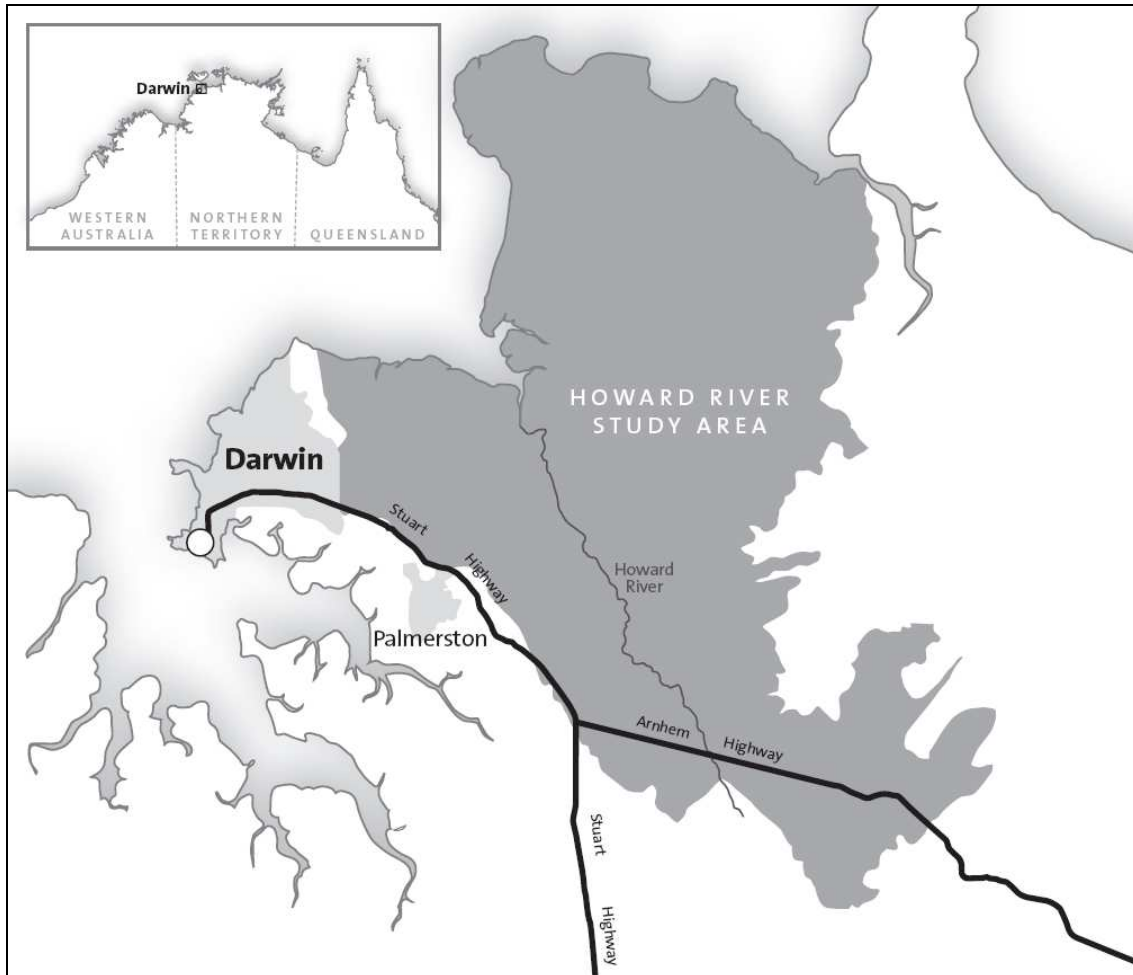 Darwin
WESTERN
AUSTRALIA
NORTHERN
TERRITORY
QUEENSLAND
HOWARD RIVER
STUDY AREA
Darwin
Stuart
Highway
Howard
River
Palmerston
Arnhem
Highway
Stuart
Highway